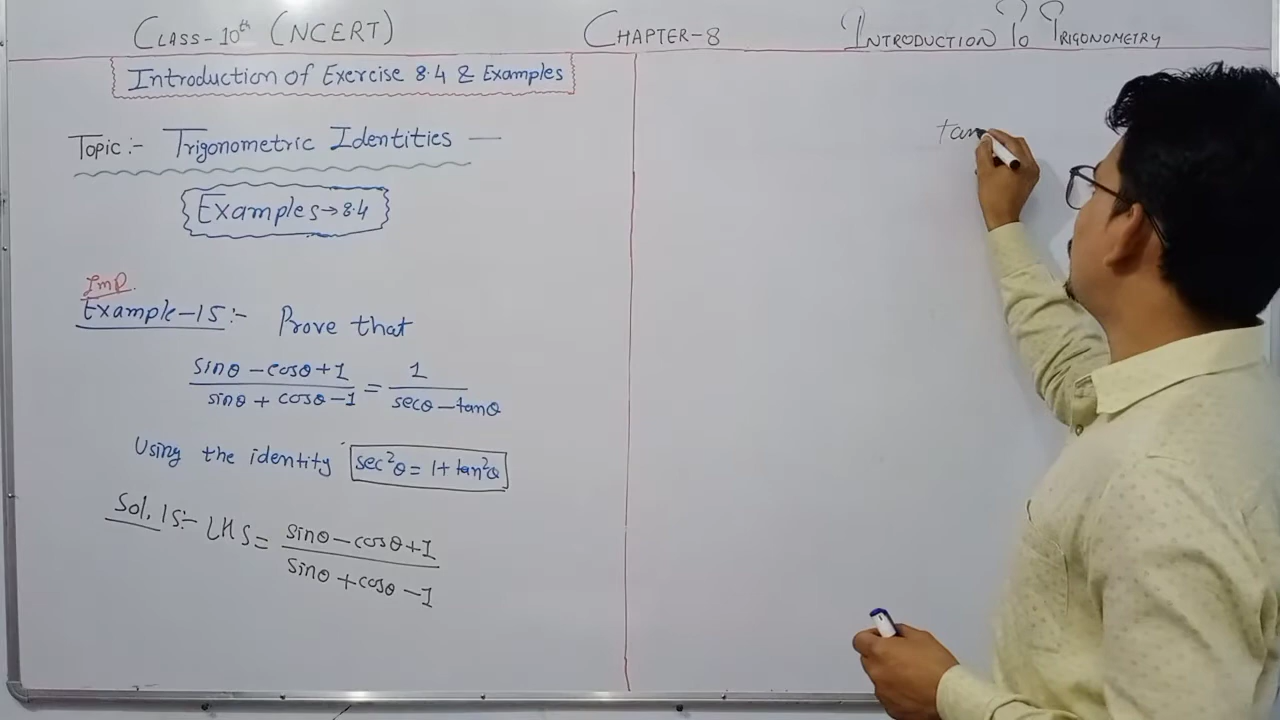 CLASS-10th (NCERT) CHAPTER-8 INTRODUCTION TO TRIGONOMETRY
Introduction of Exercise 8.4 & Examples
Topic:- Trigonometric Identities —
Examples→8.4
Imp.
Example-15:- Prove that
(sinθ - cosθ + 1)/(sinθ + cosθ - 1) = 1/(secθ - tanθ)
Using the identity sec²θ = 1 + tan²θ
Sol. 15:- LHS = (sinθ - cosθ + 1)/(sinθ + cosθ - 1)
tan